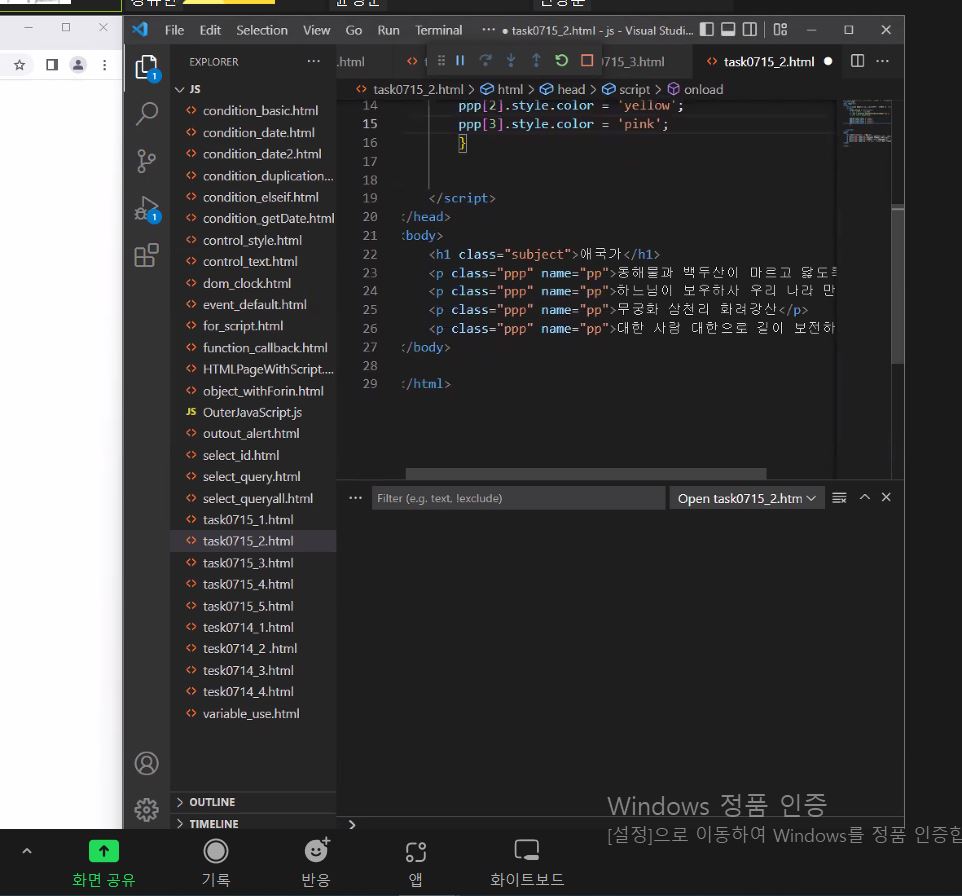 File Edit Selection View Go Run Terminal ··· ● task0715_2.html - js - Visual Studi...
EXPLORER ···
JS
condition_basic.html
condition_date.html
condition_date2.html
condition_duplication...
condition_elseif.html
condition_getDate.html
control_style.html
control_text.html
dom_clock.html
event_default.html
for_script.html
function_callback.html
HTMLPageWithScript....
object_withForin.html
JS OuterJavaScript.js
outout_alert.html
select_id.html
select_query.html
select_queryall.html
task0715_1.html
task0715_2.html
task0715_3.html
task0715_4.html
task0715_5.html
tesk0714_1.html
tesk0714_2 .html
tesk0714_3.html
tesk0714_4.html
variable_use.html
OUTLINE
TIMELINE
1
1
.html
715_3.html
task0715_2.html ●
task0715_2.html > html > head > script > onload
14 ppp[2].style.color = 'yellow';
15 ppp[3].style.color = 'pink';
16 }
17
18
19 </script>
20 </head>
21 <body>
22 <h1 class="subject">애국가</h1>
23 <p class="ppp" name="pp">동해물과 백두산이 마르고 닳도록
24 <p class="ppp" name="pp">하느님이 보우하사 우리 나라 만
25 <p class="ppp" name="pp">무궁화 삼천리 화려강산</p>
26 <p class="ppp" name="pp">대한 사람 대한으로 길이 보전하
27 </body>
28
29 </html>
··· Filter (e.g. text, !exclude) Open task0715_2.htm
Windows 정품 인증
[설정]으로 이동하여 Windows를 정품 인증합
화면 공유
기록
반응
앱
화이트보드